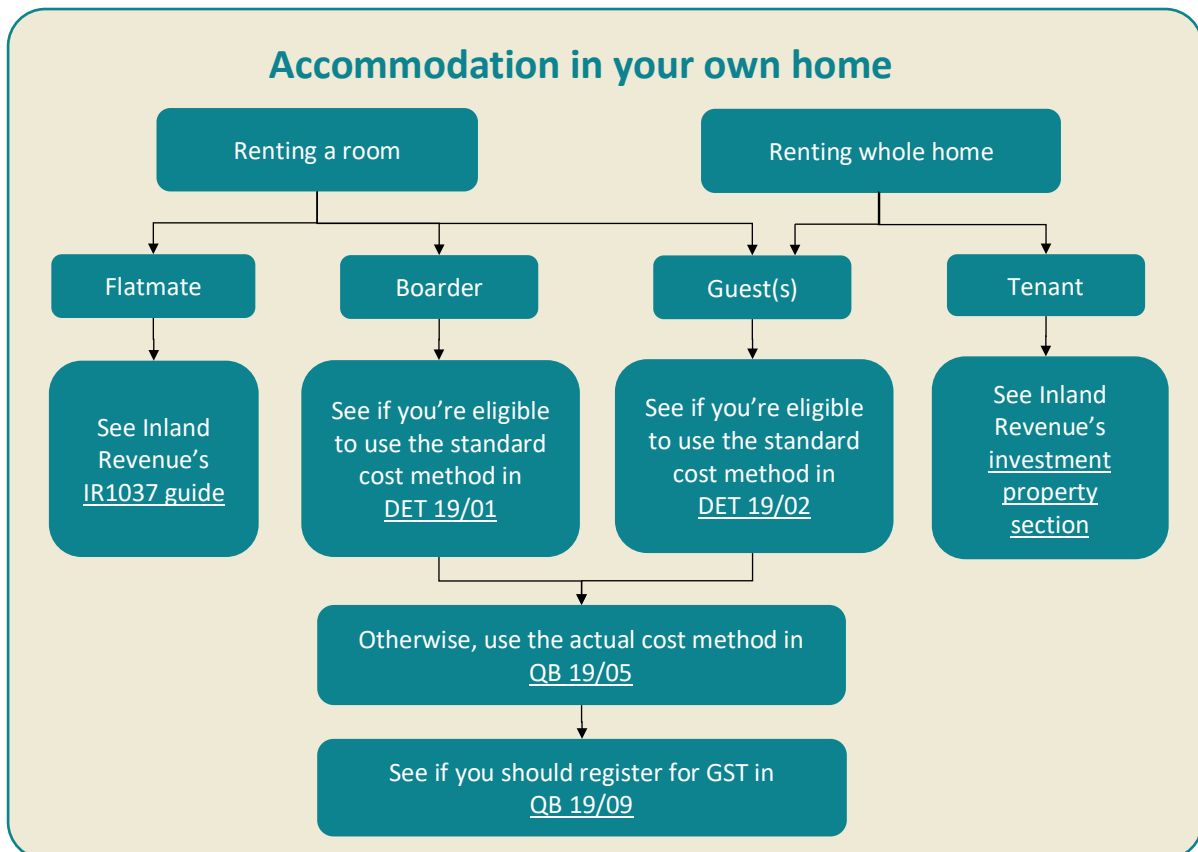 Accommodation in your own home
Renting a room
Renting whole home
Flatmate
Boarder
Guest(s)
Tenant
See Inland
Revenue’s
IR1037 guide
See if you’re eligible
to use the standard
cost method in
DET 19/01
See if you’re eligible
to use the standard
cost method in
DET 19/02
See Inland
Revenue’s
investment
property
section
Otherwise, use the actual cost method in
QB 19/05
See if you should register for GST in
QB 19/09